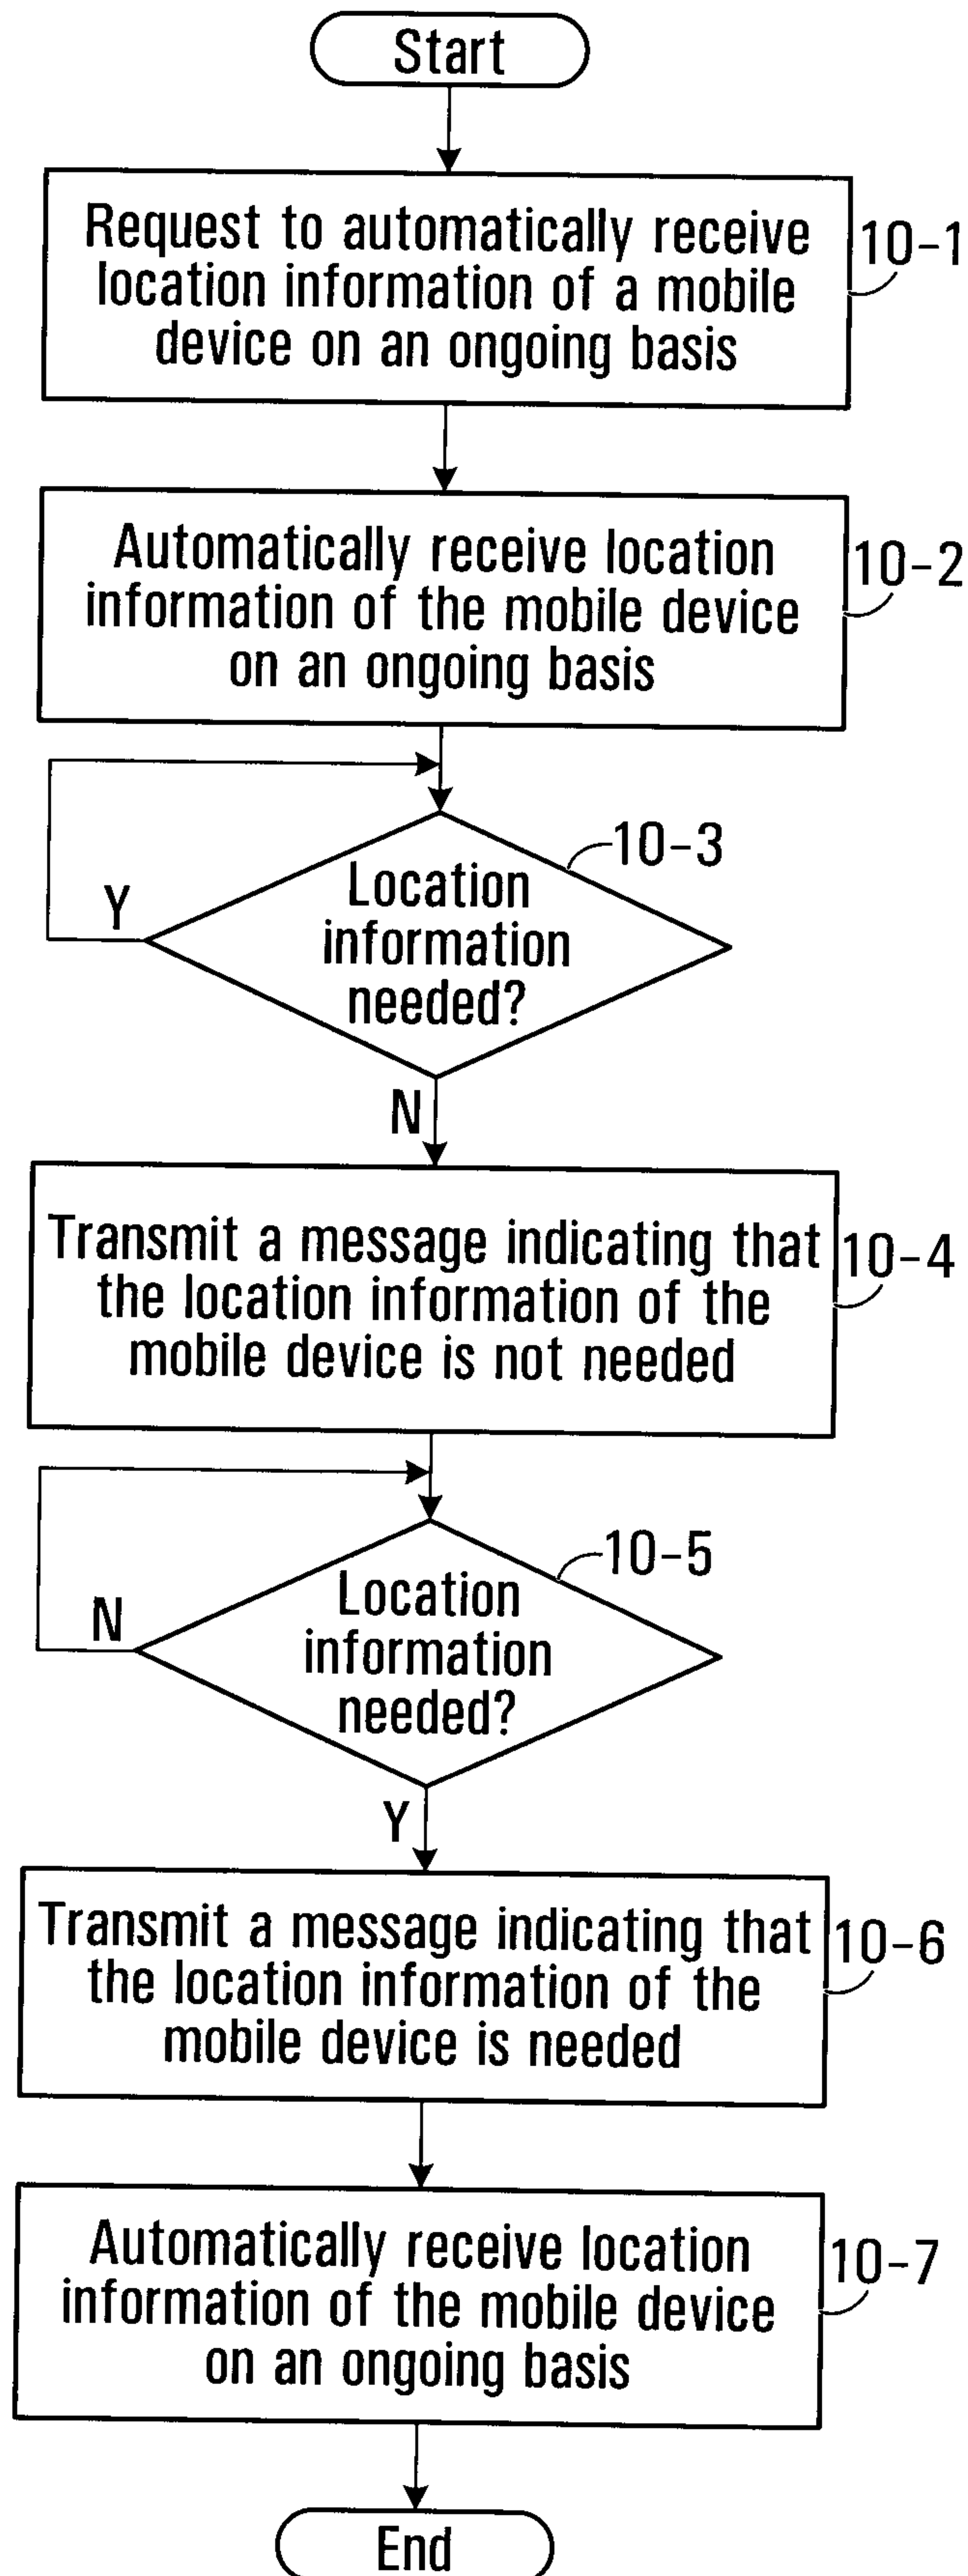 Start
Request to automatically receive
location information of a mobile
device on an ongoing basis
10-1
Automatically receive location
information of the mobile device
on an ongoing basis
10-2
10-3
Location
information
needed?
Y
N
Transmit a message indicating that
the location information of the
mobile device is not needed
10-4
10-5
Location
information
needed?
N
Y
Transmit a message indicating that
the location information of the
mobile device is needed
10-6
Automatically receive location
information of the mobile device
on an ongoing basis
10-7
End